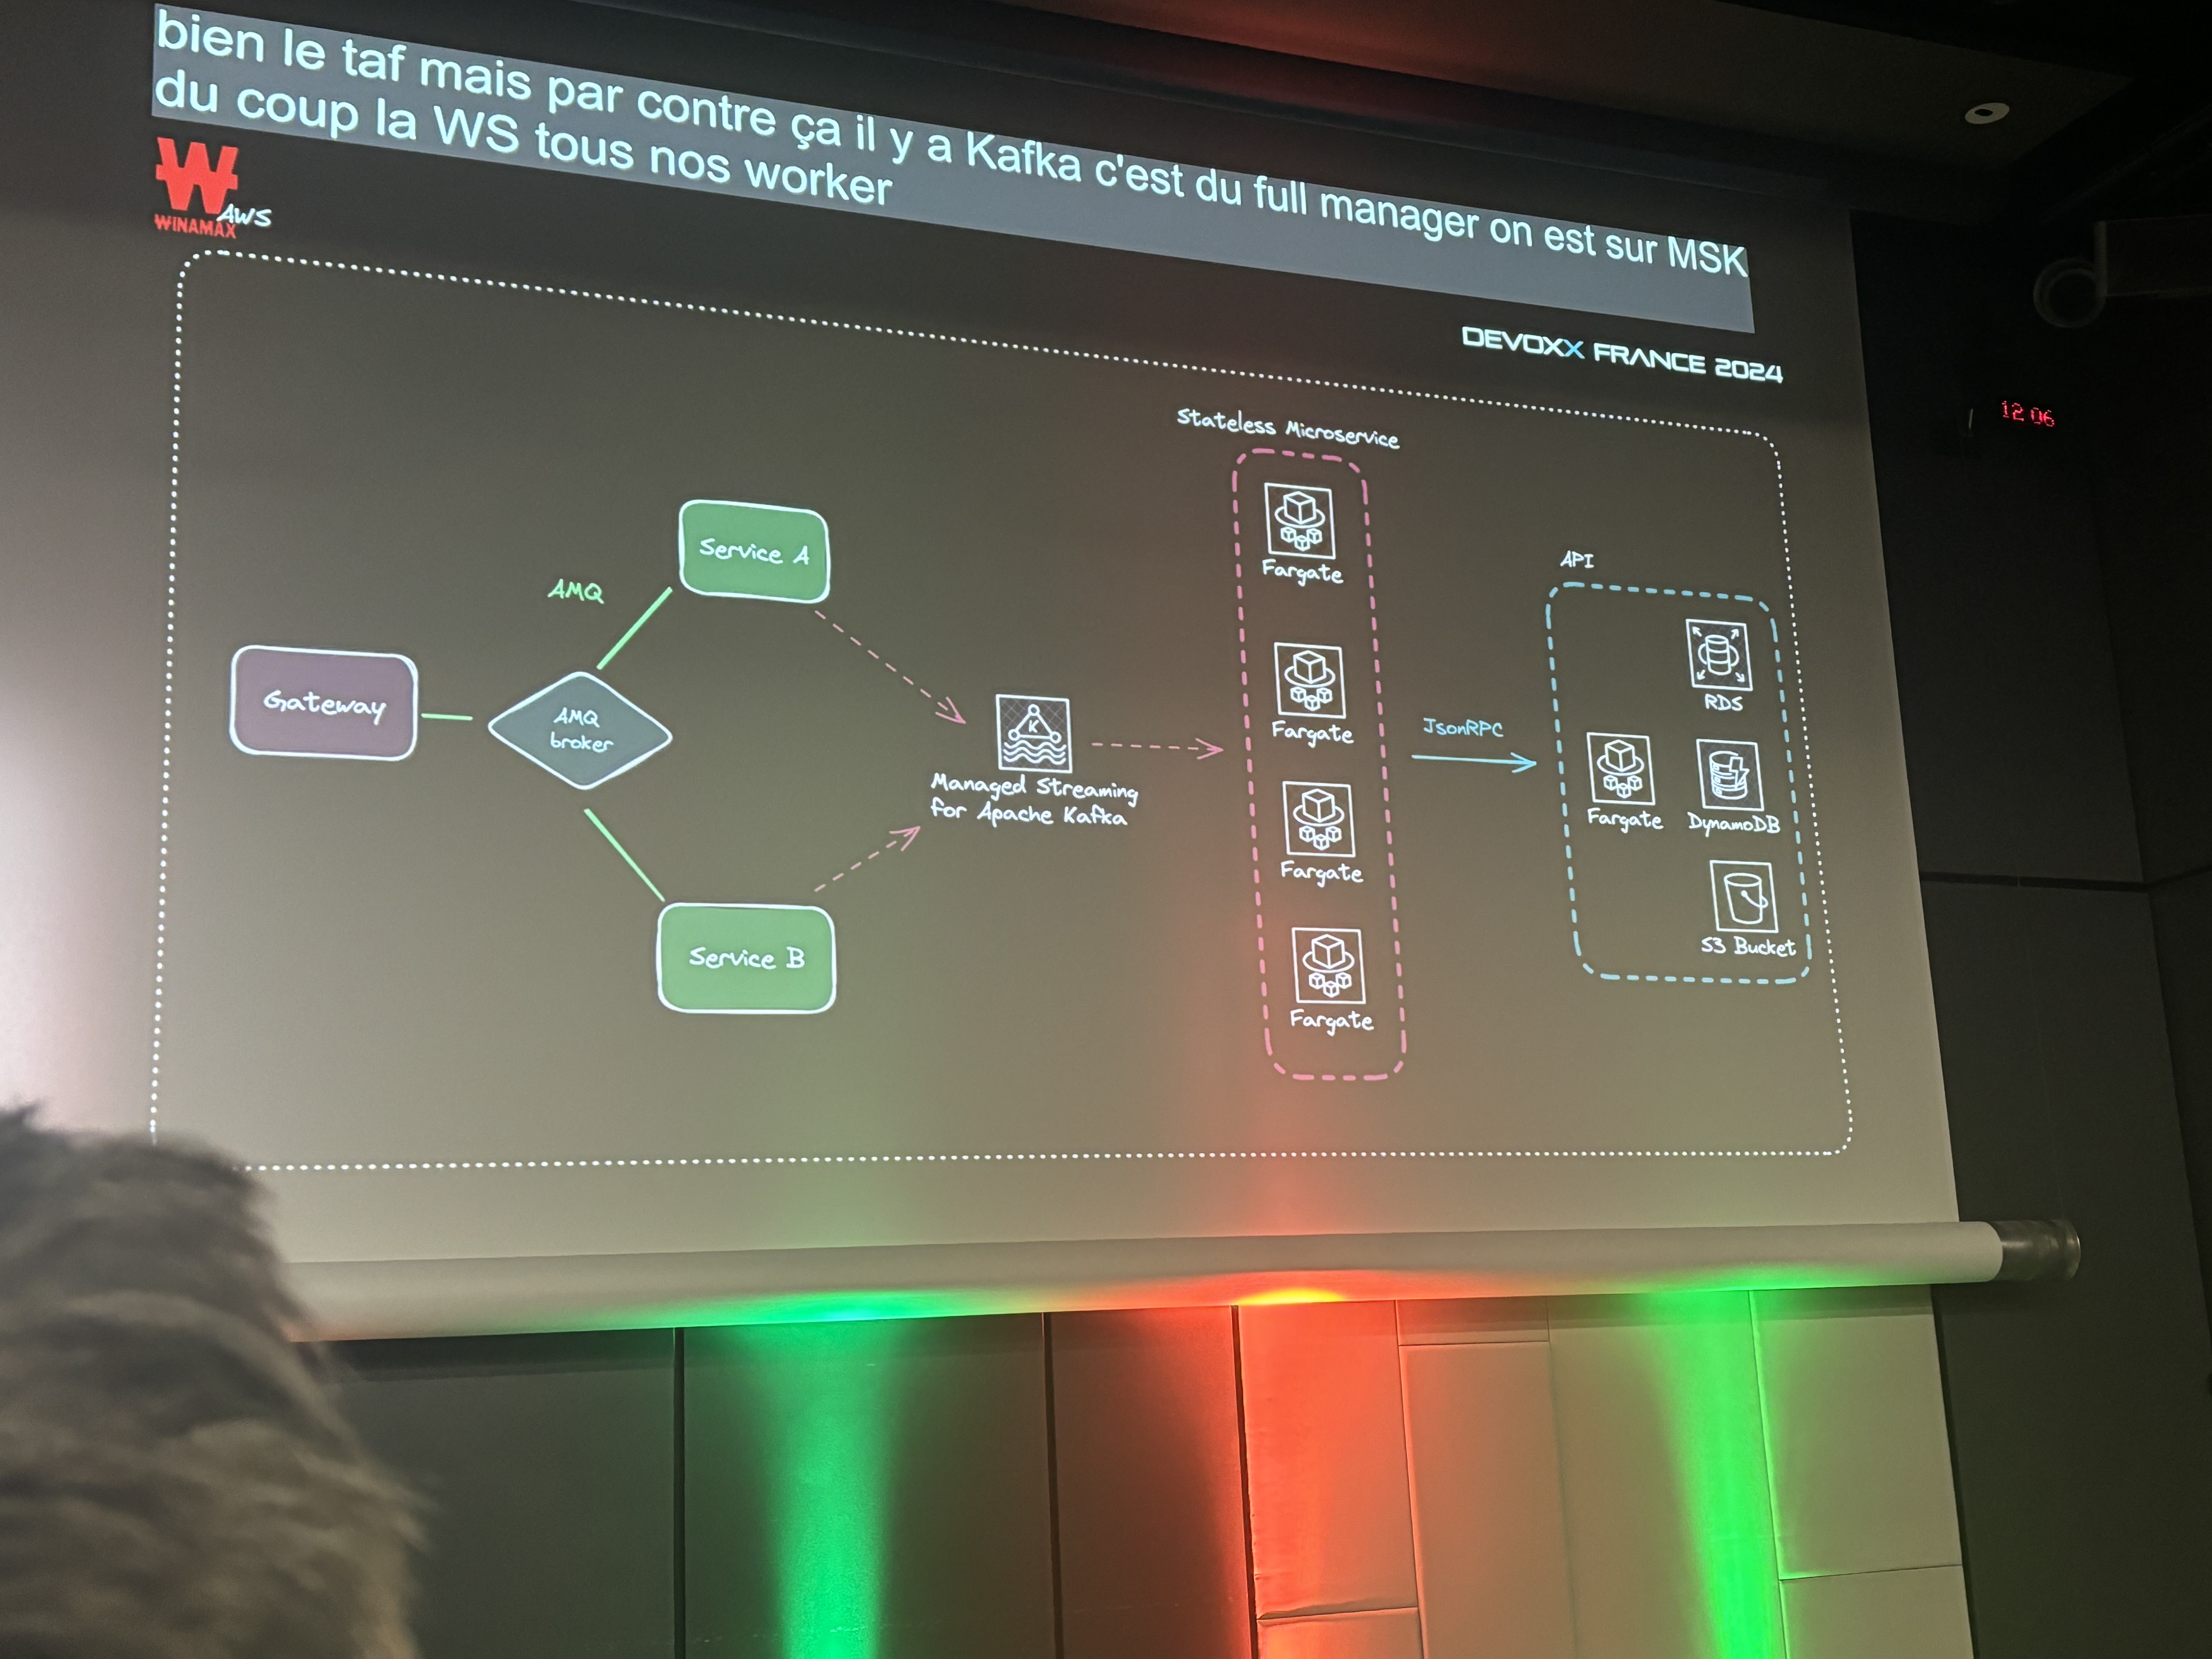 bien le taf mais par contre ça il y a Kafka c'est du full manager on est sur MSK
du coup la WS tous nos worker
W
WINAMAX
AWS
DEVOXX FRANCE 2024
12:06
Stateless Microservice
Fargate
Service A
API
AMQ
RDS
Gateway
AMQ
broker
K
Managed Streaming
for Apache Kafka
Fargate
JsonRPC
Fargate
DynamoDB
Fargate
S3 Bucket
Service B
Fargate